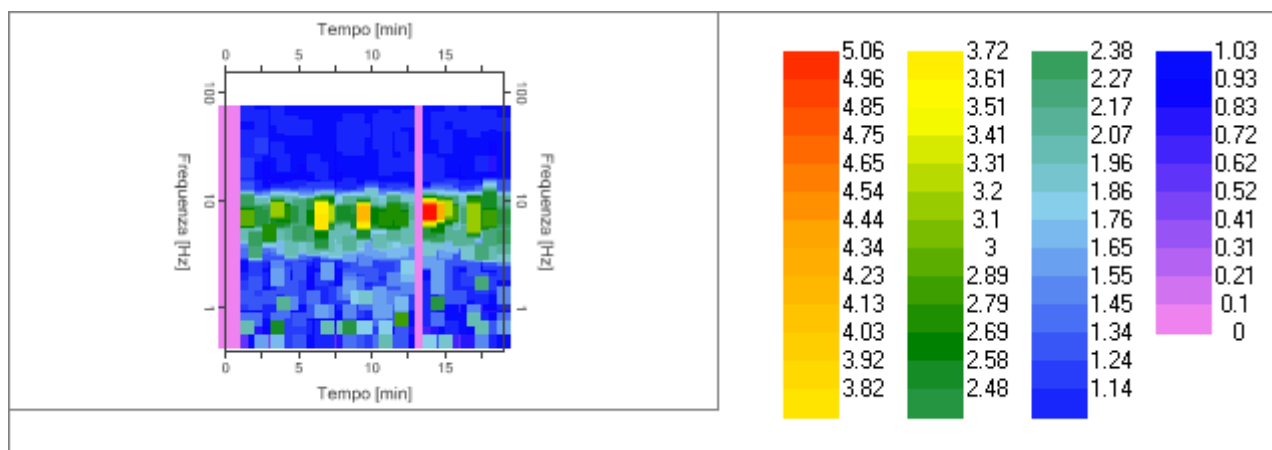 Tempo [min]
0 5 10 15
100 100
Frequenza [Hz] Frequenza [Hz]
10 10
1 1
0 5 10 15
Tempo [min]
5.06 3.72 2.38 1.03
4.96 3.61 2.27 0.93
4.85 3.51 2.17 0.83
4.75 3.41 2.07 0.72
4.65 3.31 1.96 0.62
4.54 3.2 1.86 0.52
4.44 3.1 1.76 0.41
4.34 3 1.65 0.31
4.23 2.89 1.55 0.21
4.13 2.79 1.45 0.1
4.03 2.69 1.34 0
3.92 2.58 1.24
3.82 2.48 1.14